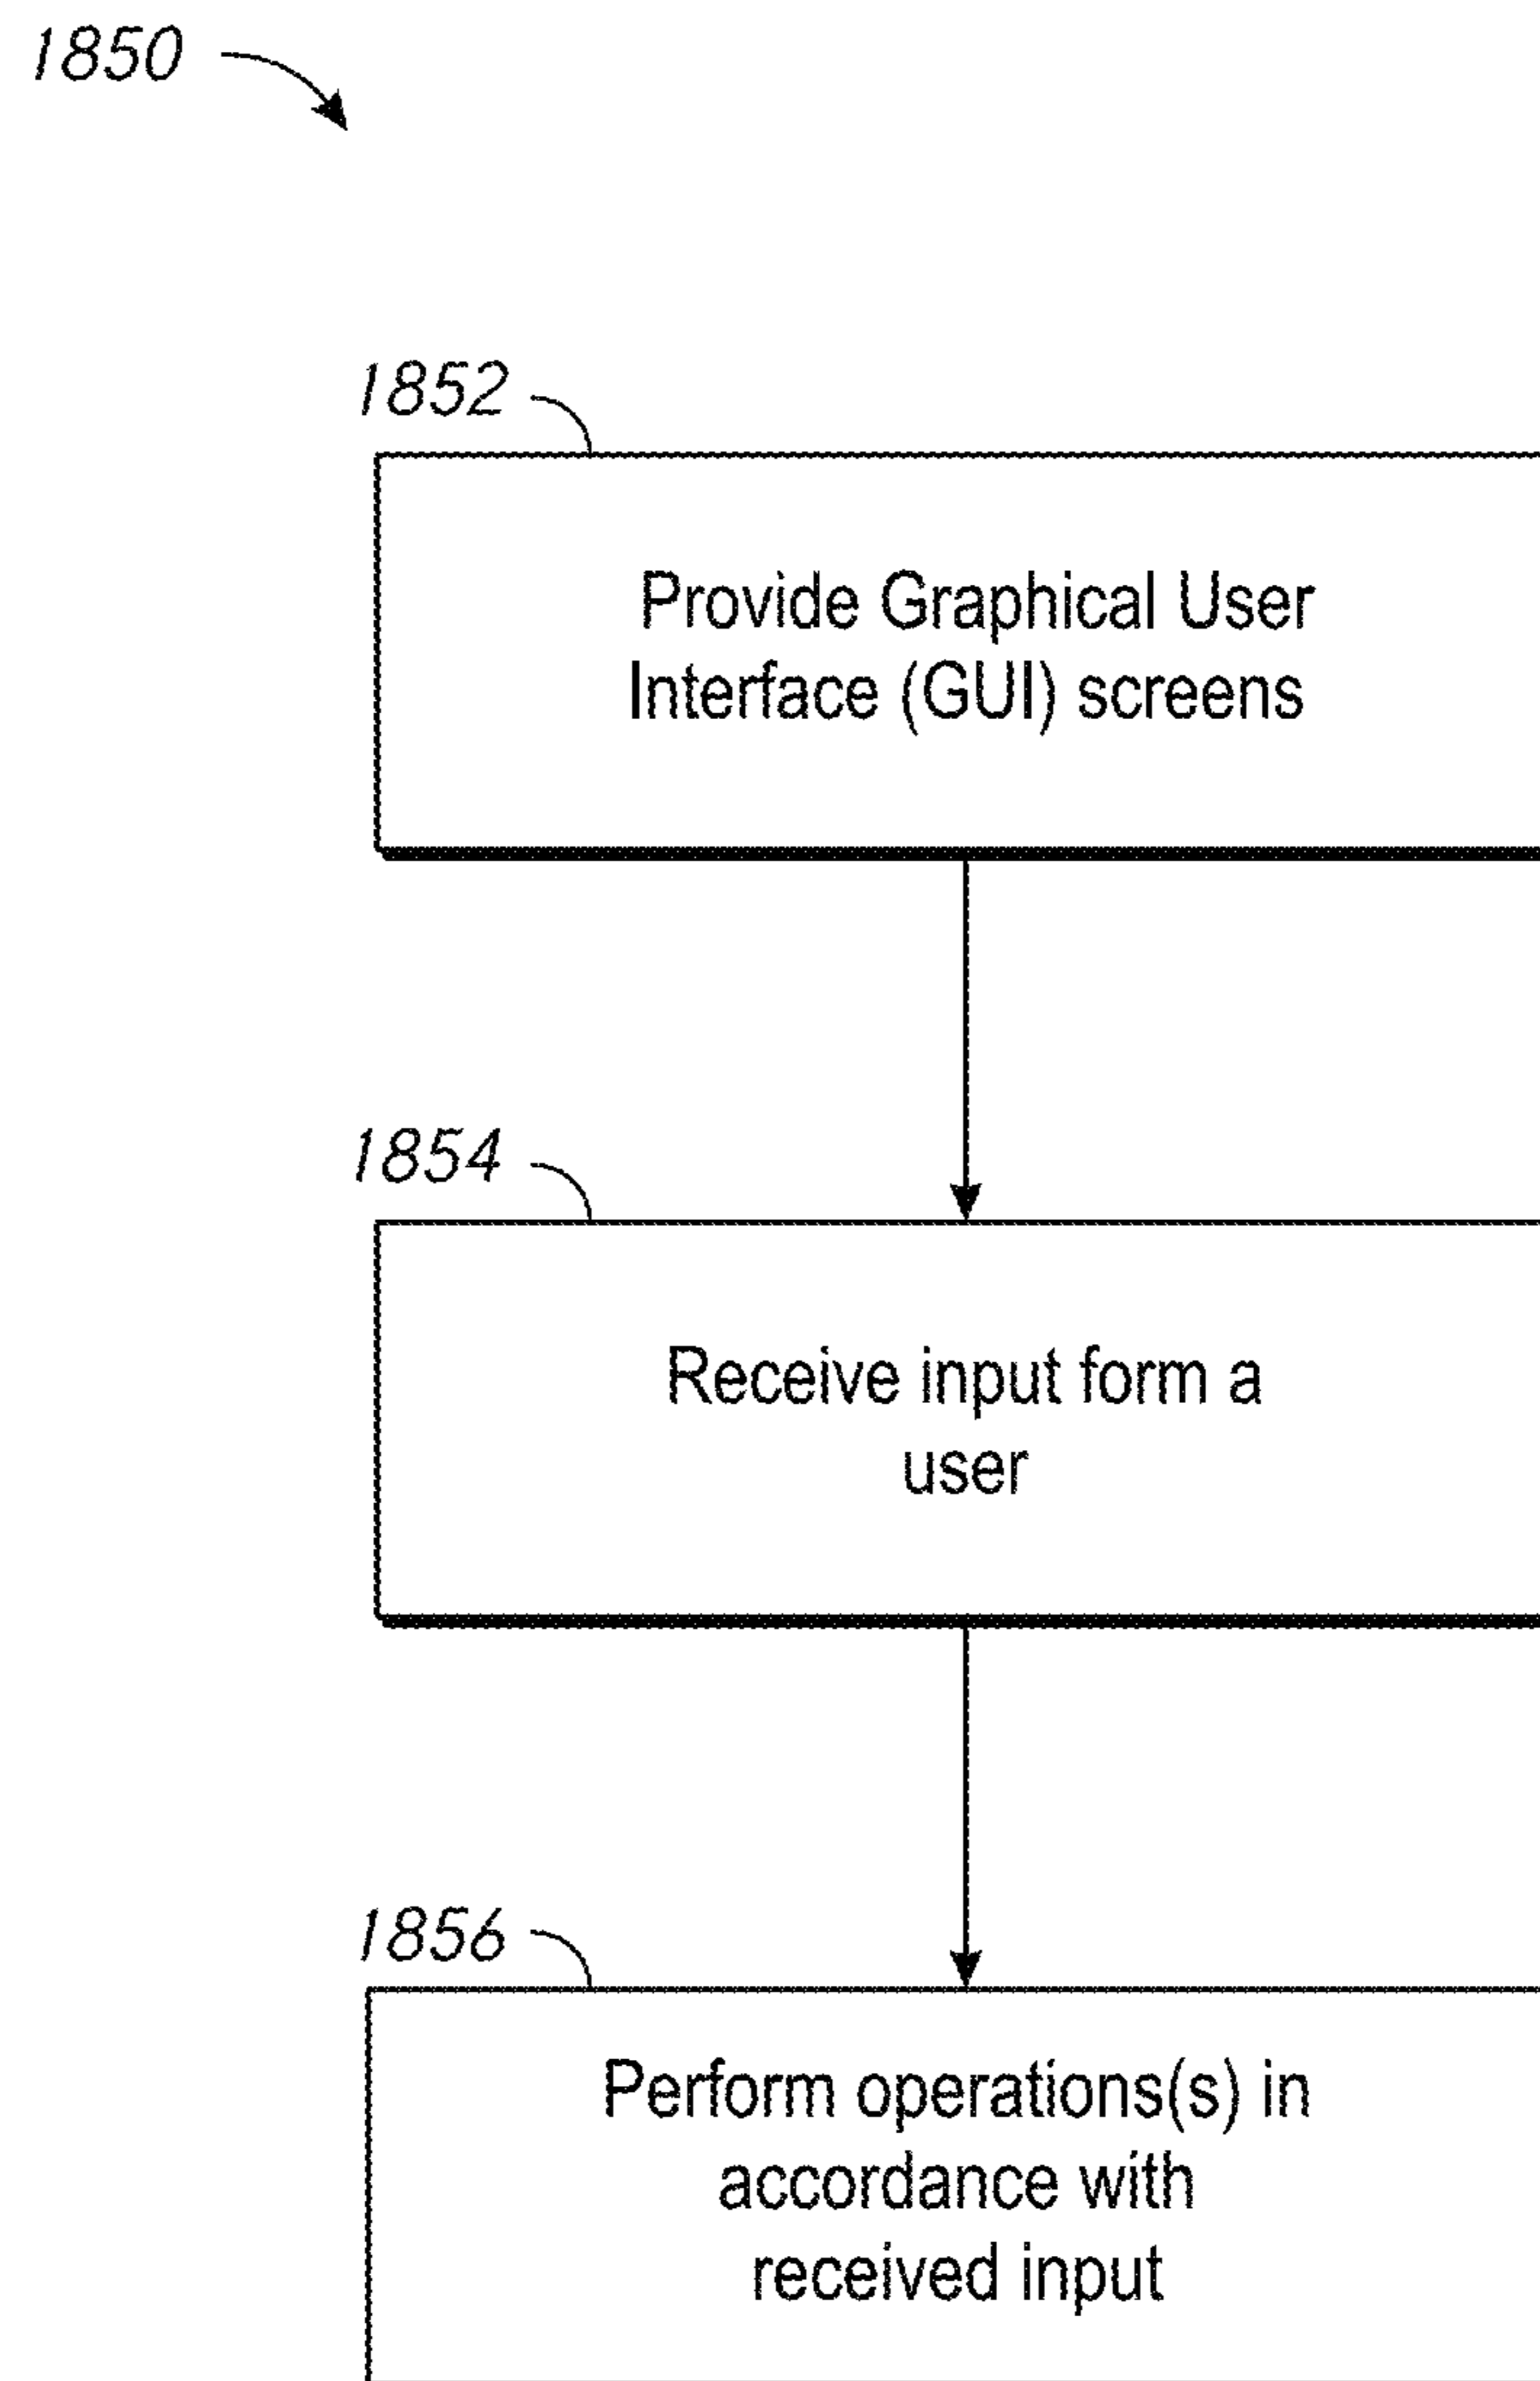 1850
1852
Provide Graphical User
Interface (GUI) screens
1854
Receive input form a
user
1856
Perform operations(s) in
accordance with
received input